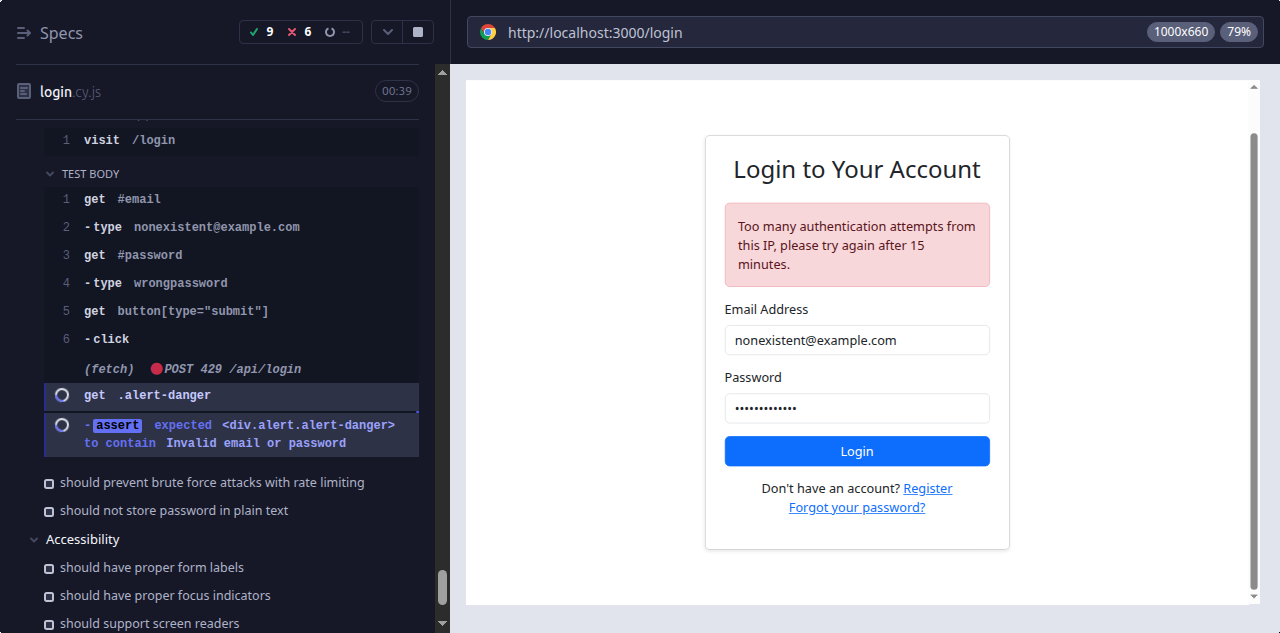 Specs
9 6 --
login.cy.js
00:39
1 visit /login
TEST BODY
1 get #email
2 -type nonexistent@example.com
3 get #password
4 -type wrongpassword
5 get button[type="submit"]
6 -click
(fetch) POST 429 /api/login
get .alert-danger
-assert expected <div.alert.alert-danger>
to contain Invalid email or password
should prevent brute force attacks with rate limiting
should not store password in plain text
Accessibility
should have proper form labels
should have proper focus indicators
should support screen readers
http://localhost:3000/login
1000x660
79%
Login to Your Account
Too many authentication attempts from
this IP, please try again after 15
minutes.
Email Address
nonexistent@example.com
Password
•••••••••••••
Login
Don't have an account? Register
Forgot your password?